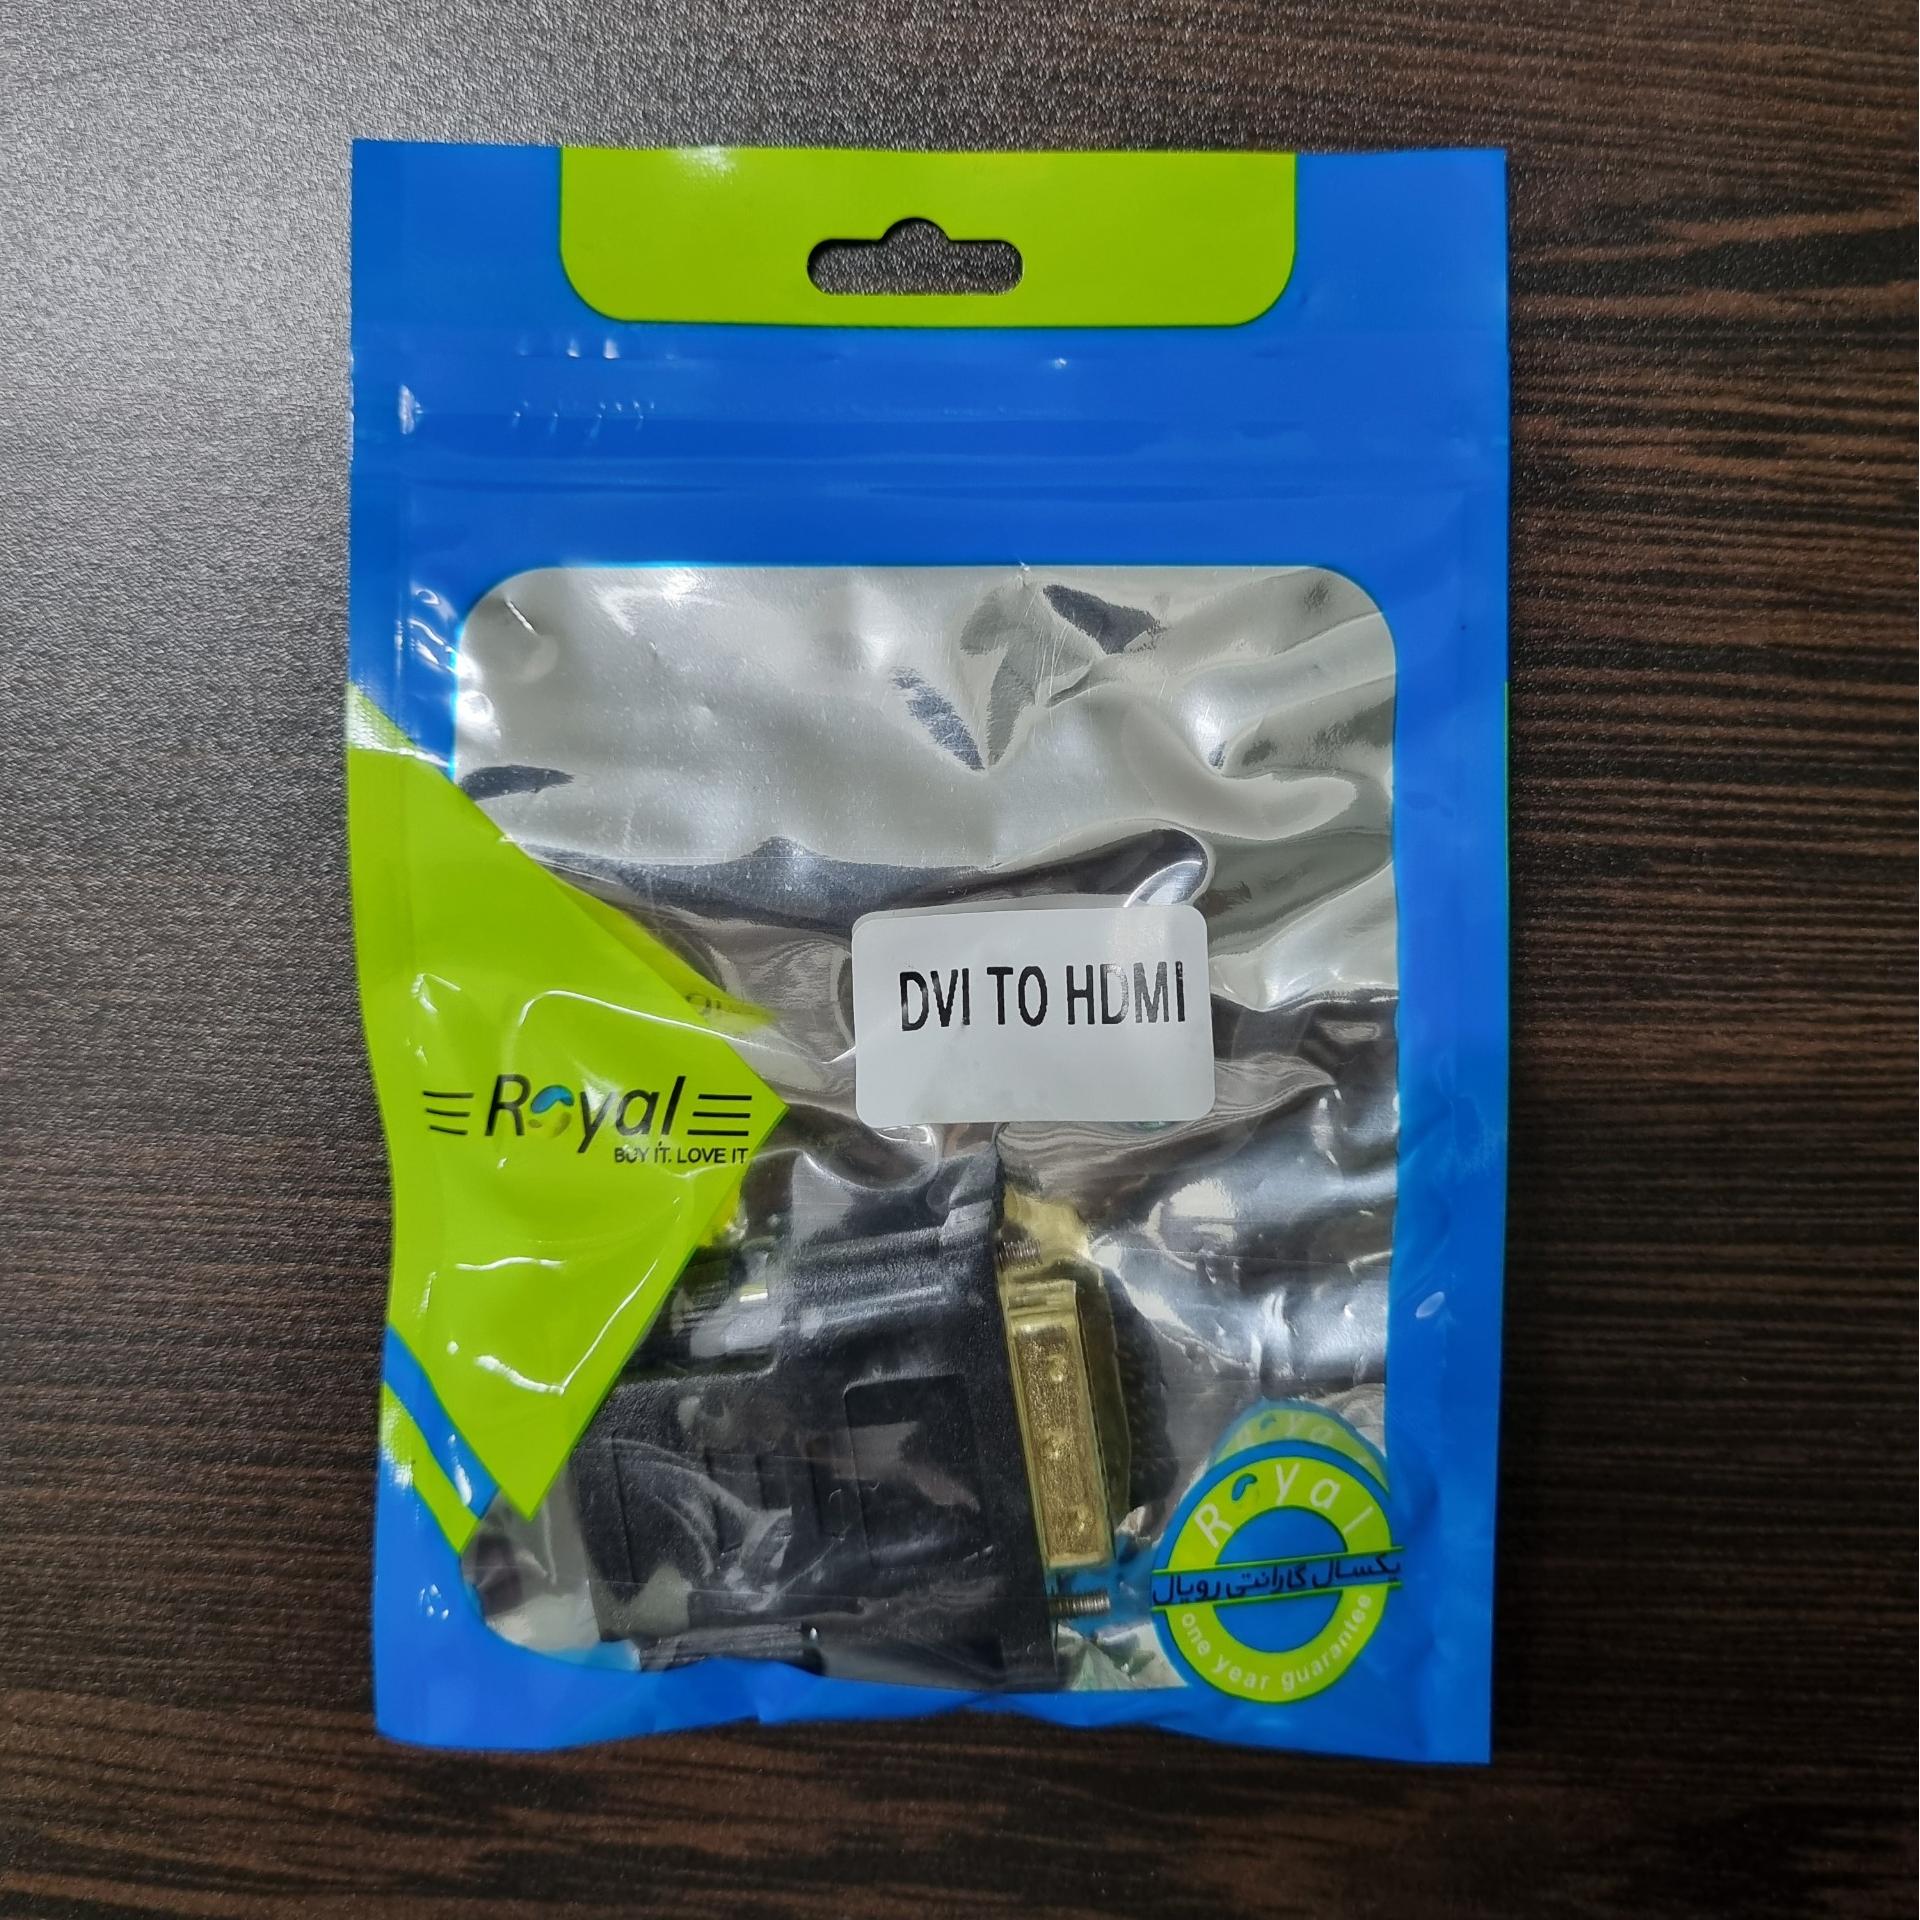 DVI TO HDMI
Royal
BUY IT. LOVE IT
Royal
یکسال گارانتی رویال
one year guarantee